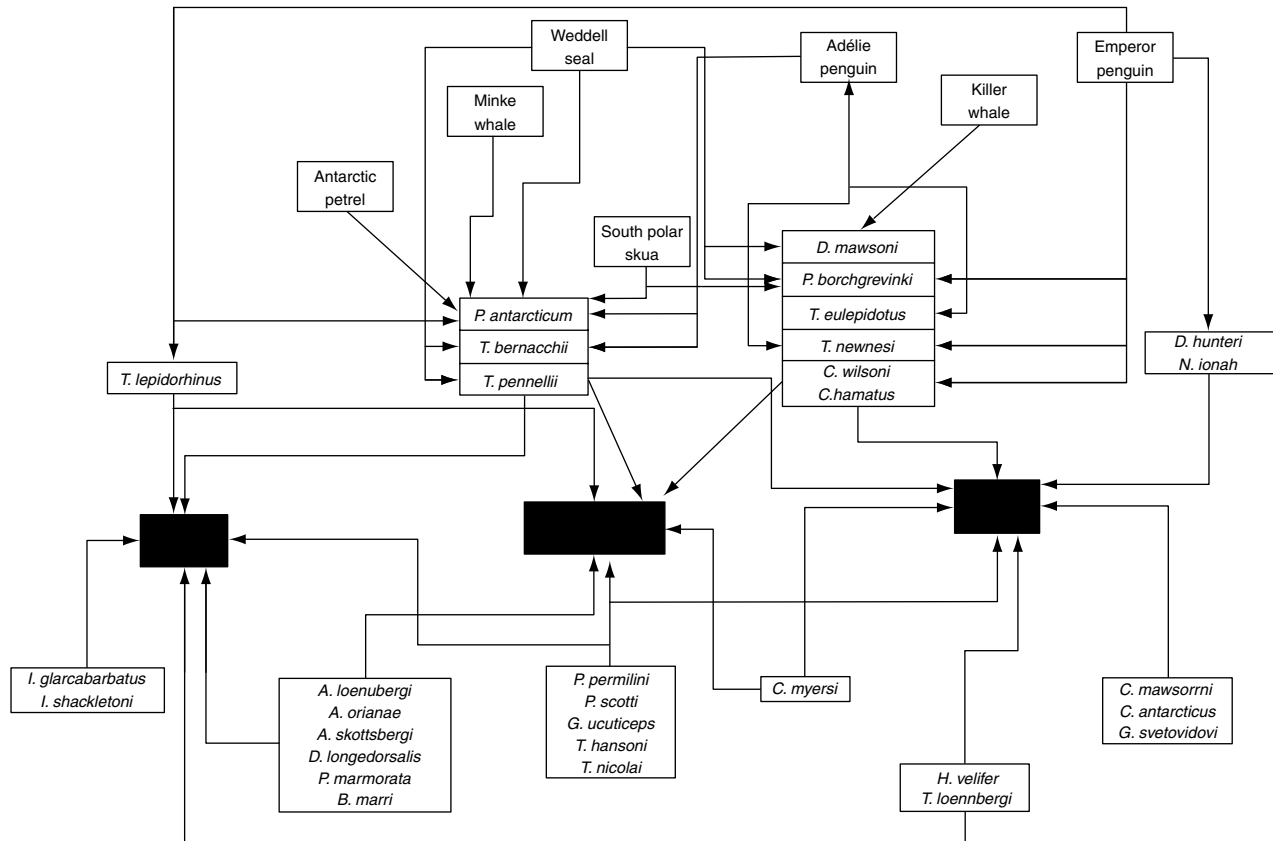 Weddell
seal
Adélie
penguin
Emperor
penguin
Minke
whale
Killer
whale
Antarctic
petrel
South polar
skua
D. mawsoni
P. borchgrevinki
T. eulepidotus
T. newnesi
C. wilsoni
C.hamatus
P. antarcticum
T. bernacchii
T. pennellii
D. hunteri
N. ionah
T. lepidorhinus
I. glarcabarbatus
I. shackletoni
A. loenubergi
A. orianae
A. skottsbergi
D. longedorsalis
P. marmorata
B. marri
P. permilini
P. scotti
G. ucuticeps
T. hansoni
T. nicolai
C. myersi
C. mawsorrni
C. antarcticus
G. svetovidovi
H. velifer
T. loennbergi